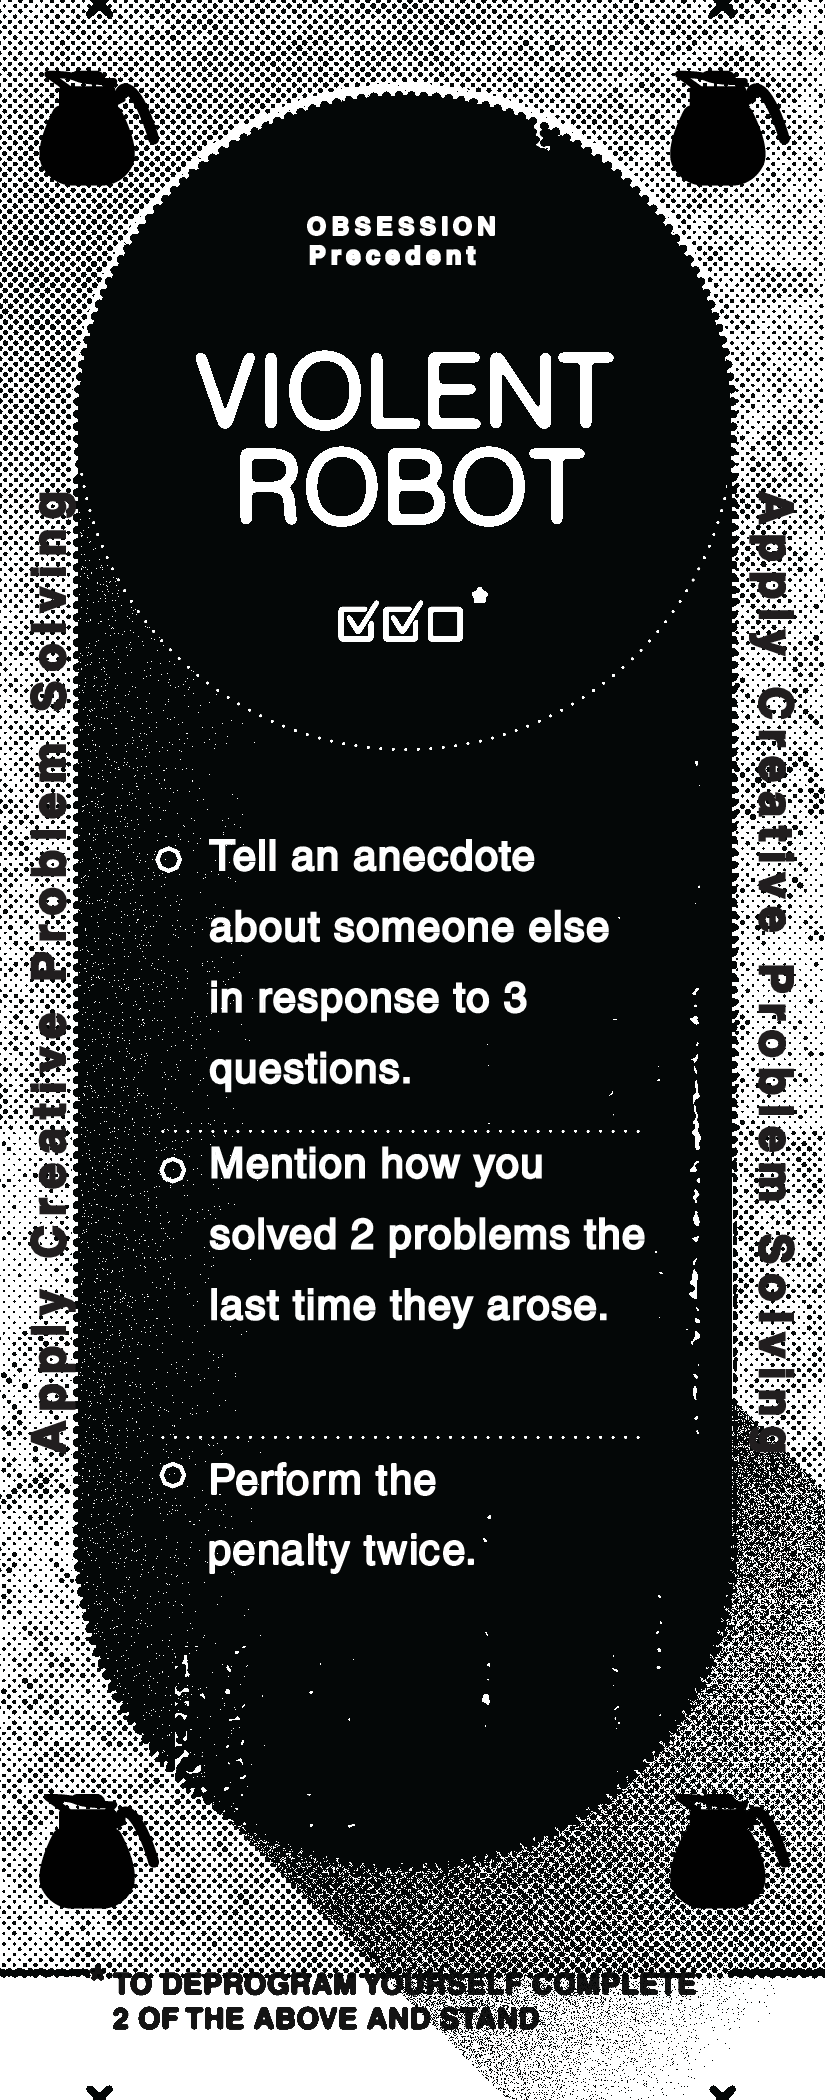 OBSESSION
Precedent
VIOLENT
ROBOT
*
Apply Creative Problem Solving
Apply Creative Problem Solving
Tell an anecdote
about someone else
in response to 3
questions.
Mention how you
solved 2 problems the
last time they arose.
Perform the
penalty twice.
*TO DEPROGRAM YOURSELF COMPLETE
2 OF THE ABOVE AND STAND